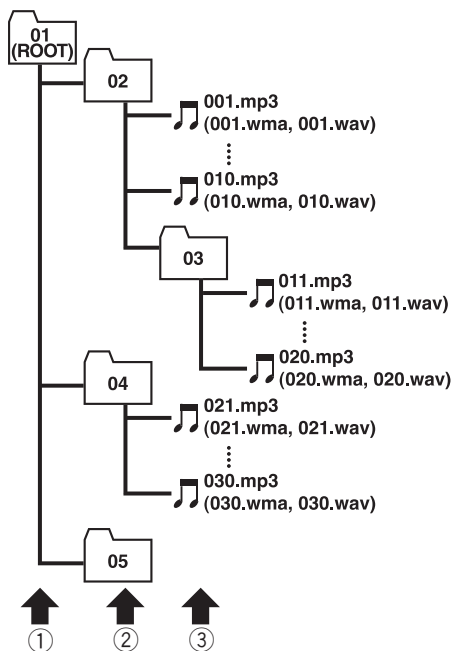 01
(ROOT)
02
001.mp3
(001.wma, 001.wav)
010.mp3
(010.wma, 010.wav)
03
011.mp3
(011.wma, 011.wav)
020.mp3
(020.wma, 020.wav)
04
021.mp3
(021.wma, 021.wav)
030.mp3
(030.wma, 030.wav)
05
① ② ③